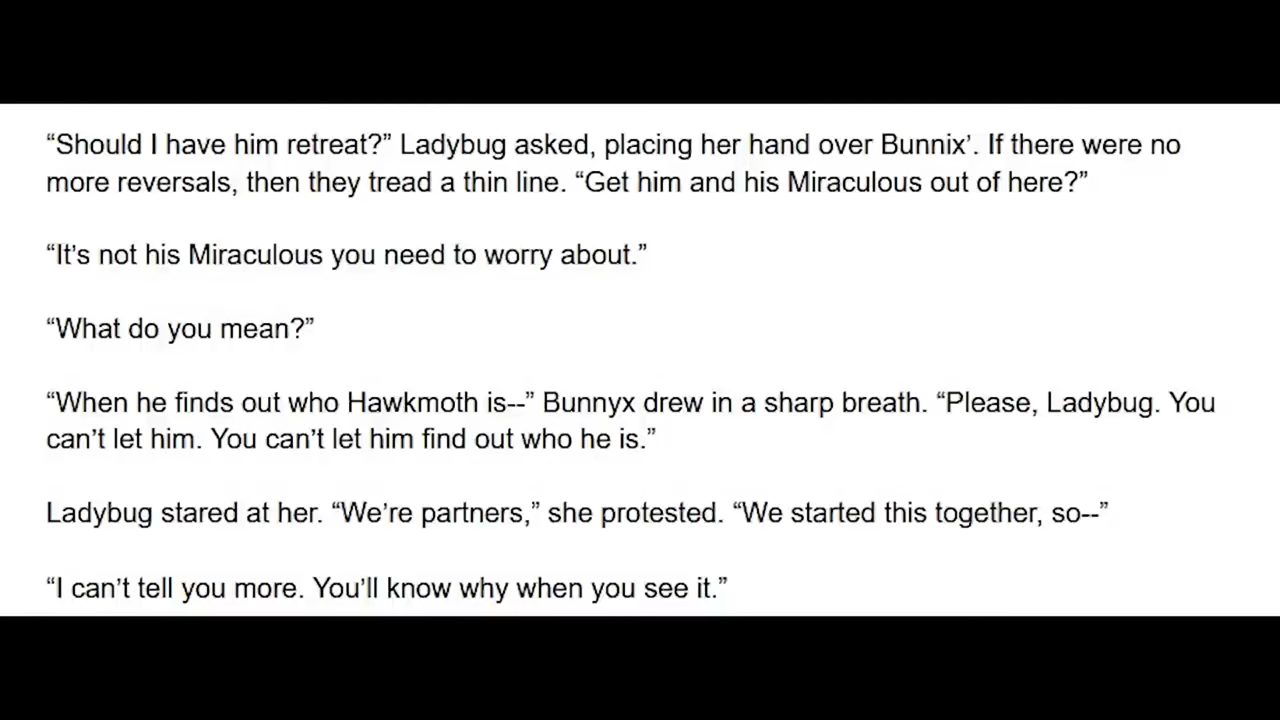 “Should I have him retreat?” Ladybug asked, placing her hand over Bunnix’. If there were no
more reversals, then they tread a thin line. “Get him and his Miraculous out of here?”
“It’s not his Miraculous you need to worry about.”
“What do you mean?”
“When he finds out who Hawkmoth is--” Bunnyx drew in a sharp breath. “Please, Ladybug. You
can’t let him. You can’t let him find out who he is.”
Ladybug stared at her. “We’re partners,” she protested. “We started this together, so--”
“I can’t tell you more. You’ll know why when you see it.”